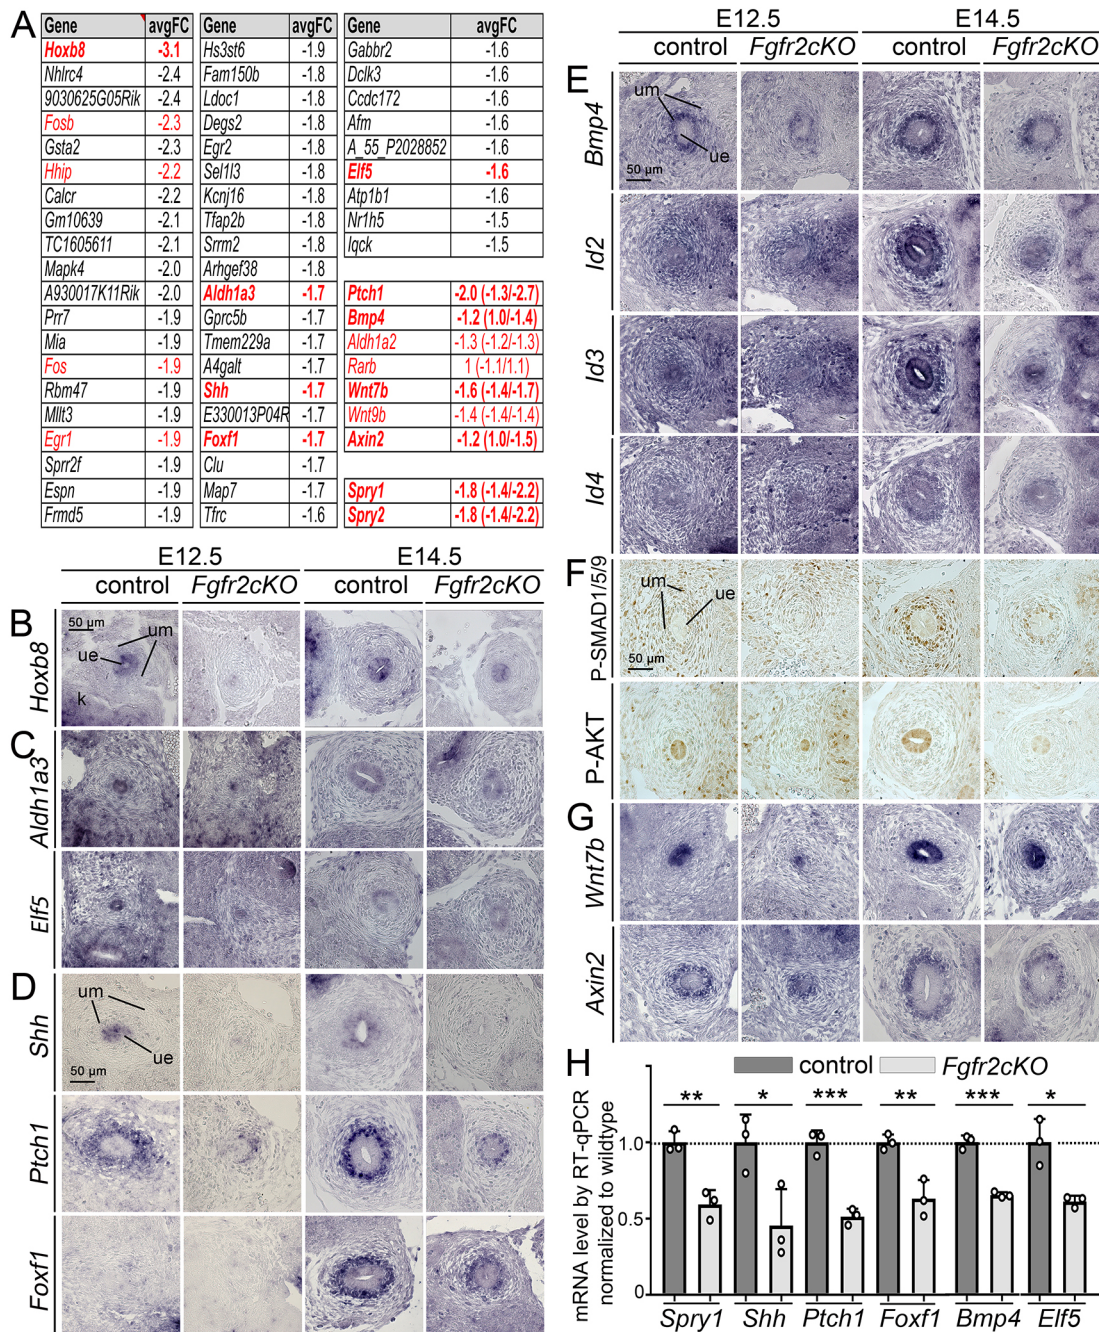 A
Gene avgFC
Hoxb8 -3.1
Nhlrc4 -2.4
9030625G05Rik -2.4
Fosb -2.3
Gsta2 -2.3
Hhip -2.2
Calcr -2.2
Gm10639 -2.1
TC1605611 -2.1
Mapk4 -2.0
A930017K11Rik -2.0
Prr7 -1.9
Mia -1.9
Fos -1.9
Rbm47 -1.9
Mllt3 -1.9
Egr1 -1.9
Sprr2f -1.9
Espn -1.9
Frmd5 -1.9
Gene avgFC
Hs3st6 -1.9
Fam150b -1.8
Ldoc1 -1.8
Degs2 -1.8
Egr2 -1.8
Sel1l3 -1.8
Kcnj16 -1.8
Tfap2b -1.8
Srrm2 -1.8
Arhgef38 -1.8
Aldh1a3 -1.7
Gprc5b -1.7
Tmem229a -1.7
A4galt -1.7
Shh -1.7
E330013P04R -1.7
Foxf1 -1.7
Clu -1.7
Map7 -1.7
Tfrc -1.6
Gene avgFC
Gabbr2 -1.6
Dclk3 -1.6
Ccdc172 -1.6
Afm -1.6
A_55_P2028852 -1.6
Elf5 -1.6
Atp1b1 -1.6
Nr1h5 -1.5
Iqck -1.5
Ptch1 -2.0 (-1.3/-2.7)
Bmp4 -1.2 (1.0/-1.4)
Aldh1a2 -1.3 (-1.2/-1.3)
Rarb 1 (-1.1/1.1)
Wnt7b -1.6 (-1.4/-1.7)
Wnt9b -1.4 (-1.4/-1.4)
Axin2 -1.2 (1.0/-1.5)
Spry1 -1.8 (-1.4/-2.2)
Spry2 -1.8 (-1.4/-2.2)
E12.5 E14.5
control Fgfr2cKO control Fgfr2cKO
B
Hoxb8
50 µm
um
ue
k
C
Aldh1a3
Elf5
D
Shh
um
ue
50 µm
Ptch1
Foxf1
E12.5 E14.5
control Fgfr2cKO control Fgfr2cKO
E
Bmp4
um
ue
50 µm
Id2
Id3
Id4
F
P-SMAD1/5/9
um
ue
50 µm
P-AKT
G
Wnt7b
Axin2
H
control Fgfr2cKO
mRNA level by RT-qPCR
normalized to wildtype
** * *** ** *** *
1.0
0.5
0
Spry1 Shh Ptch1 Foxf1 Bmp4 Elf5